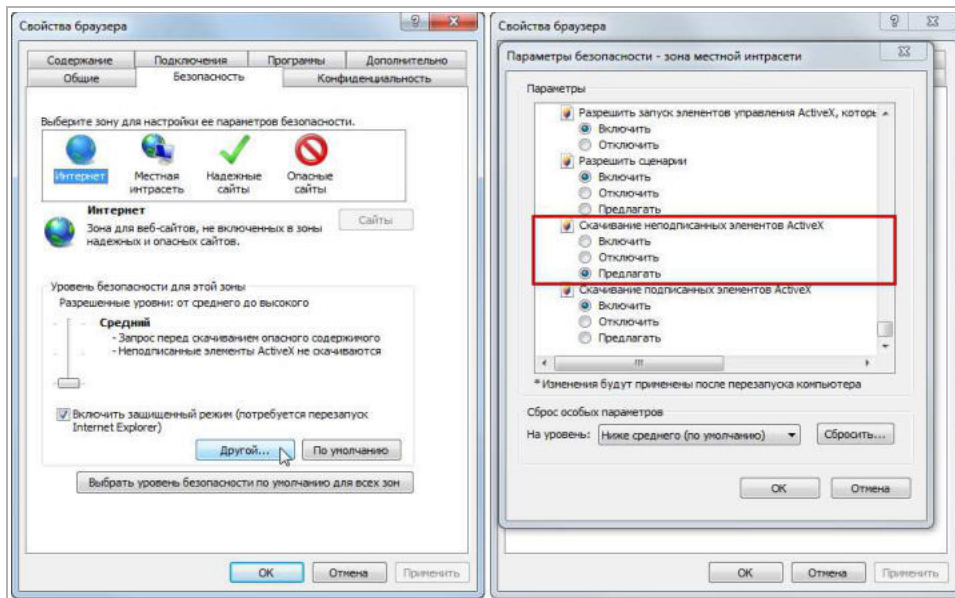 Свойства браузера
Содержание Подключения Программы Дополнительно
Общие Безопасность Конфиденциальность
Выберите зону для настройки ее параметров безопасности.
Интернет Местная интрасеть Надежные сайты Опасные сайты
Интернет
Зона для веб-сайтов, не включенных в зоны
надежных и опасных сайтов.
Сайты
Уровень безопасности для этой зоны
Разрешенные уровни: от среднего до высокого
Средний
- Запрос перед скачиванием опасного содержимого
- Неподписанные элементы ActiveX не скачиваются
Включить защищенный режим (потребуется перезапуск
Internet Explorer)
Другой... По умолчанию
Выбрать уровень безопасности по умолчанию для всех зон
OK Отмена Применить
Свойства браузера
Параметры безопасности - зона местной интрасети
Параметры
Разрешить запуск элементов управления ActiveX, которы
Включить
Отключить
Разрешить сценарии
Включить
Отключить
Предлагать
Скачивание неподписанных элементов ActiveX
Включить
Отключить
Предлагать
Скачивание подписанных элементов ActiveX
Включить
Отключить
Предлагать
* Изменения будут применены после перезапуска компьютера
Сброс особых параметров
На уровень: Ниже среднего (по умолчанию) Сбросить...
OK Отмена
OK Отмена Применить